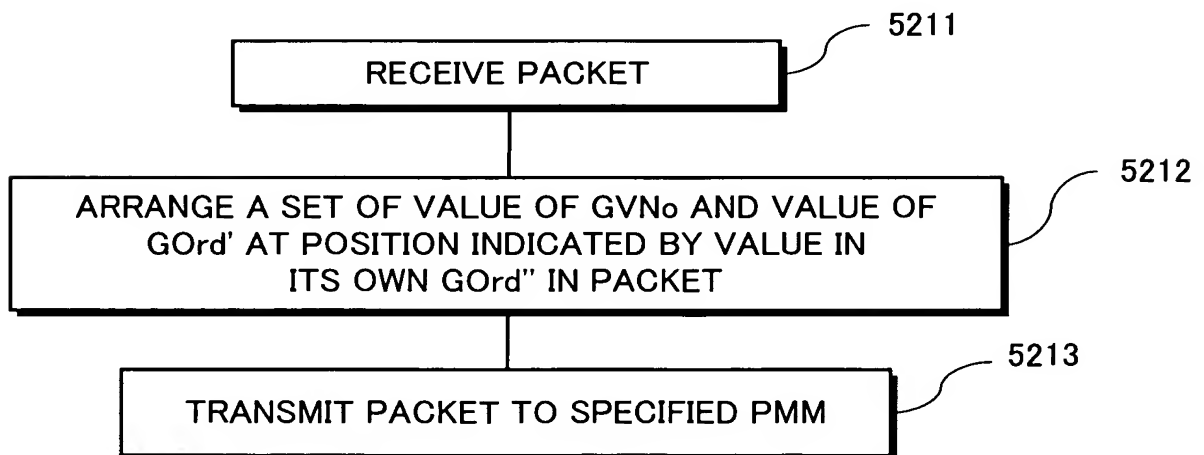 5211
RECEIVE PACKET
5212
ARRANGE A SET OF VALUE OF GVNo AND VALUE OF
GOrd' AT POSITION INDICATED BY VALUE IN
ITS OWN GOrd" IN PACKET
5213
TRANSMIT PACKET TO SPECIFIED PMM